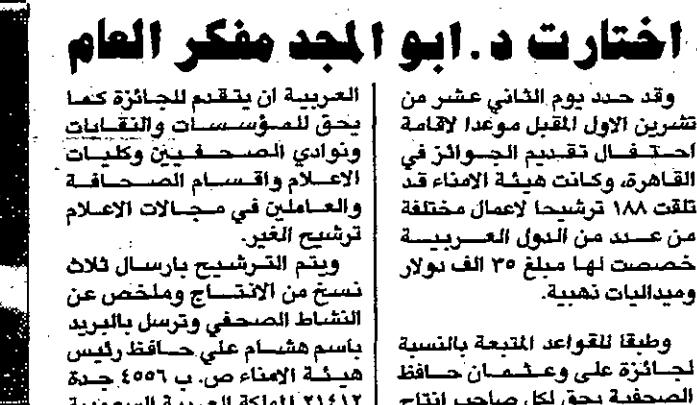 اختارت د. ابو المجد مفكر العام
وقد حدد يوم الثاني عشر من
تشرين الاول المقبل موعدا لاقامة
احتفال تقديم الجوائز في
القاهرة، وكانت هيئة الامناء قد
تلقت ١٨٨ ترشيحا لاعمال مختلفة
من عدد من الدول العربية
خصصت لها مبلغ ٣٥ الف دولار
وميداليات ذهبية.
وطبقا للقواعد المتبعة بالنسبة
لجائزة علي وعثمان حافظ
الصحفية يحق لكل صاحب انتاج
العربية ان يتقدم للجائزة كما
يحق للمؤسسات والنقابات
ونوادي الصحفيين وكليات
الاعلام واقسام الصحافة
والعاملين في مجالات الاعلام
ترشيح الغير.
ويتم الترشيح بارسال ثلاث
نسخ من الانتاج وملخص عن
النشاط الصحفي وترسل بالبريد
باسم هشام علي حافظ رئيس
هيئة الامناء ص. ب ٤٥٥٦ جدة
٢١٤١٢ المملكة العربية السعودية